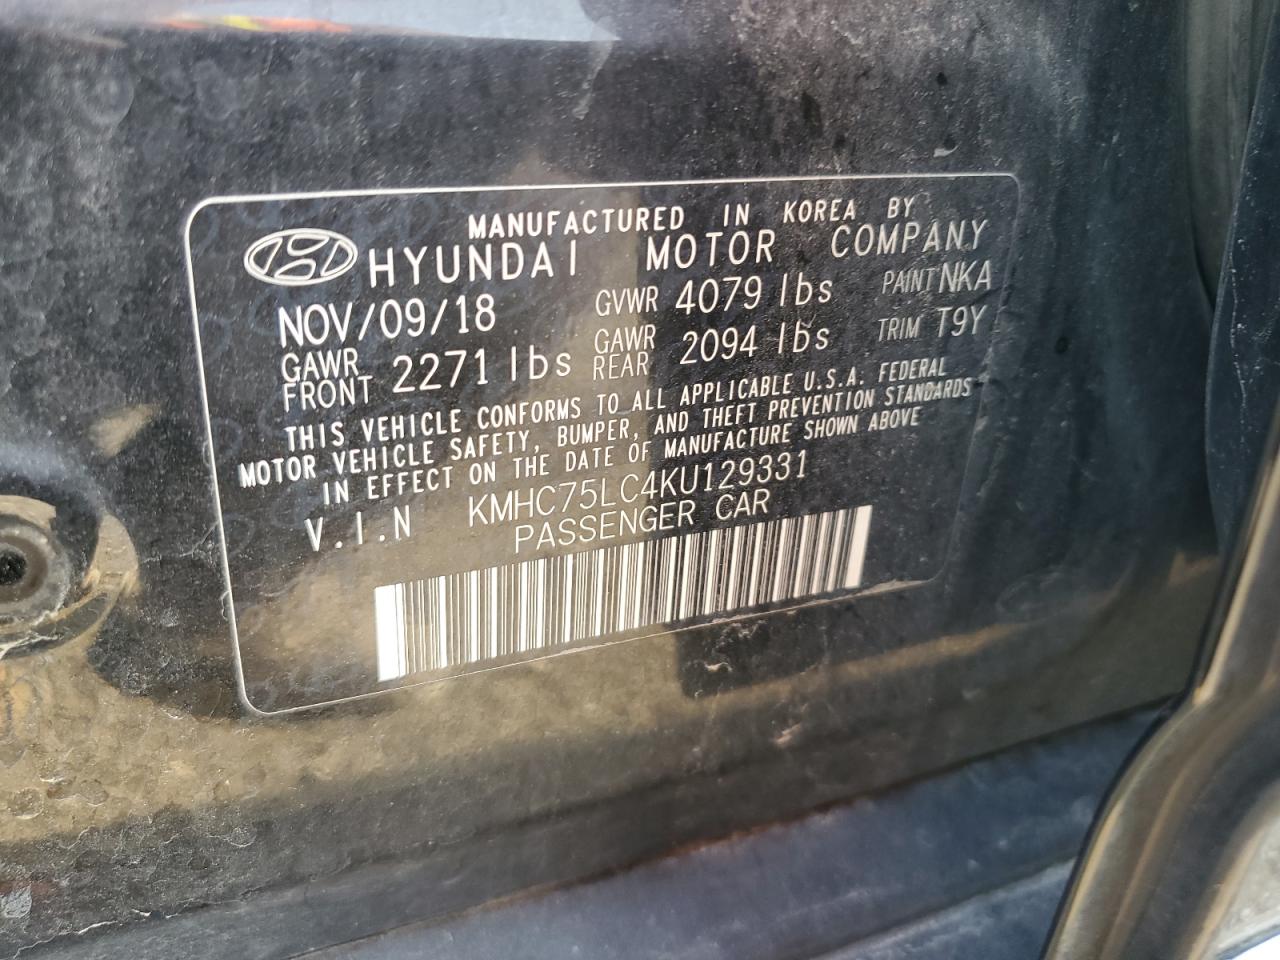 MANUFACTURED IN KOREA BY
HYUNDAI MOTOR COMPANY
NOV/09/18 GVWR 4079 lbs PAINT NKA
GAWR FRONT 2271 lbs GAWR REAR 2094 lbs TRIM T9Y
THIS VEHICLE CONFORMS TO ALL APPLICABLE U.S.A. FEDERAL
MOTOR VEHICLE SAFETY, BUMPER, AND THEFT PREVENTION STANDARDS
IN EFFECT ON THE DATE OF MANUFACTURE SHOWN ABOVE
V.I.N KMHC75LC4KU129331
PASSENGER CAR